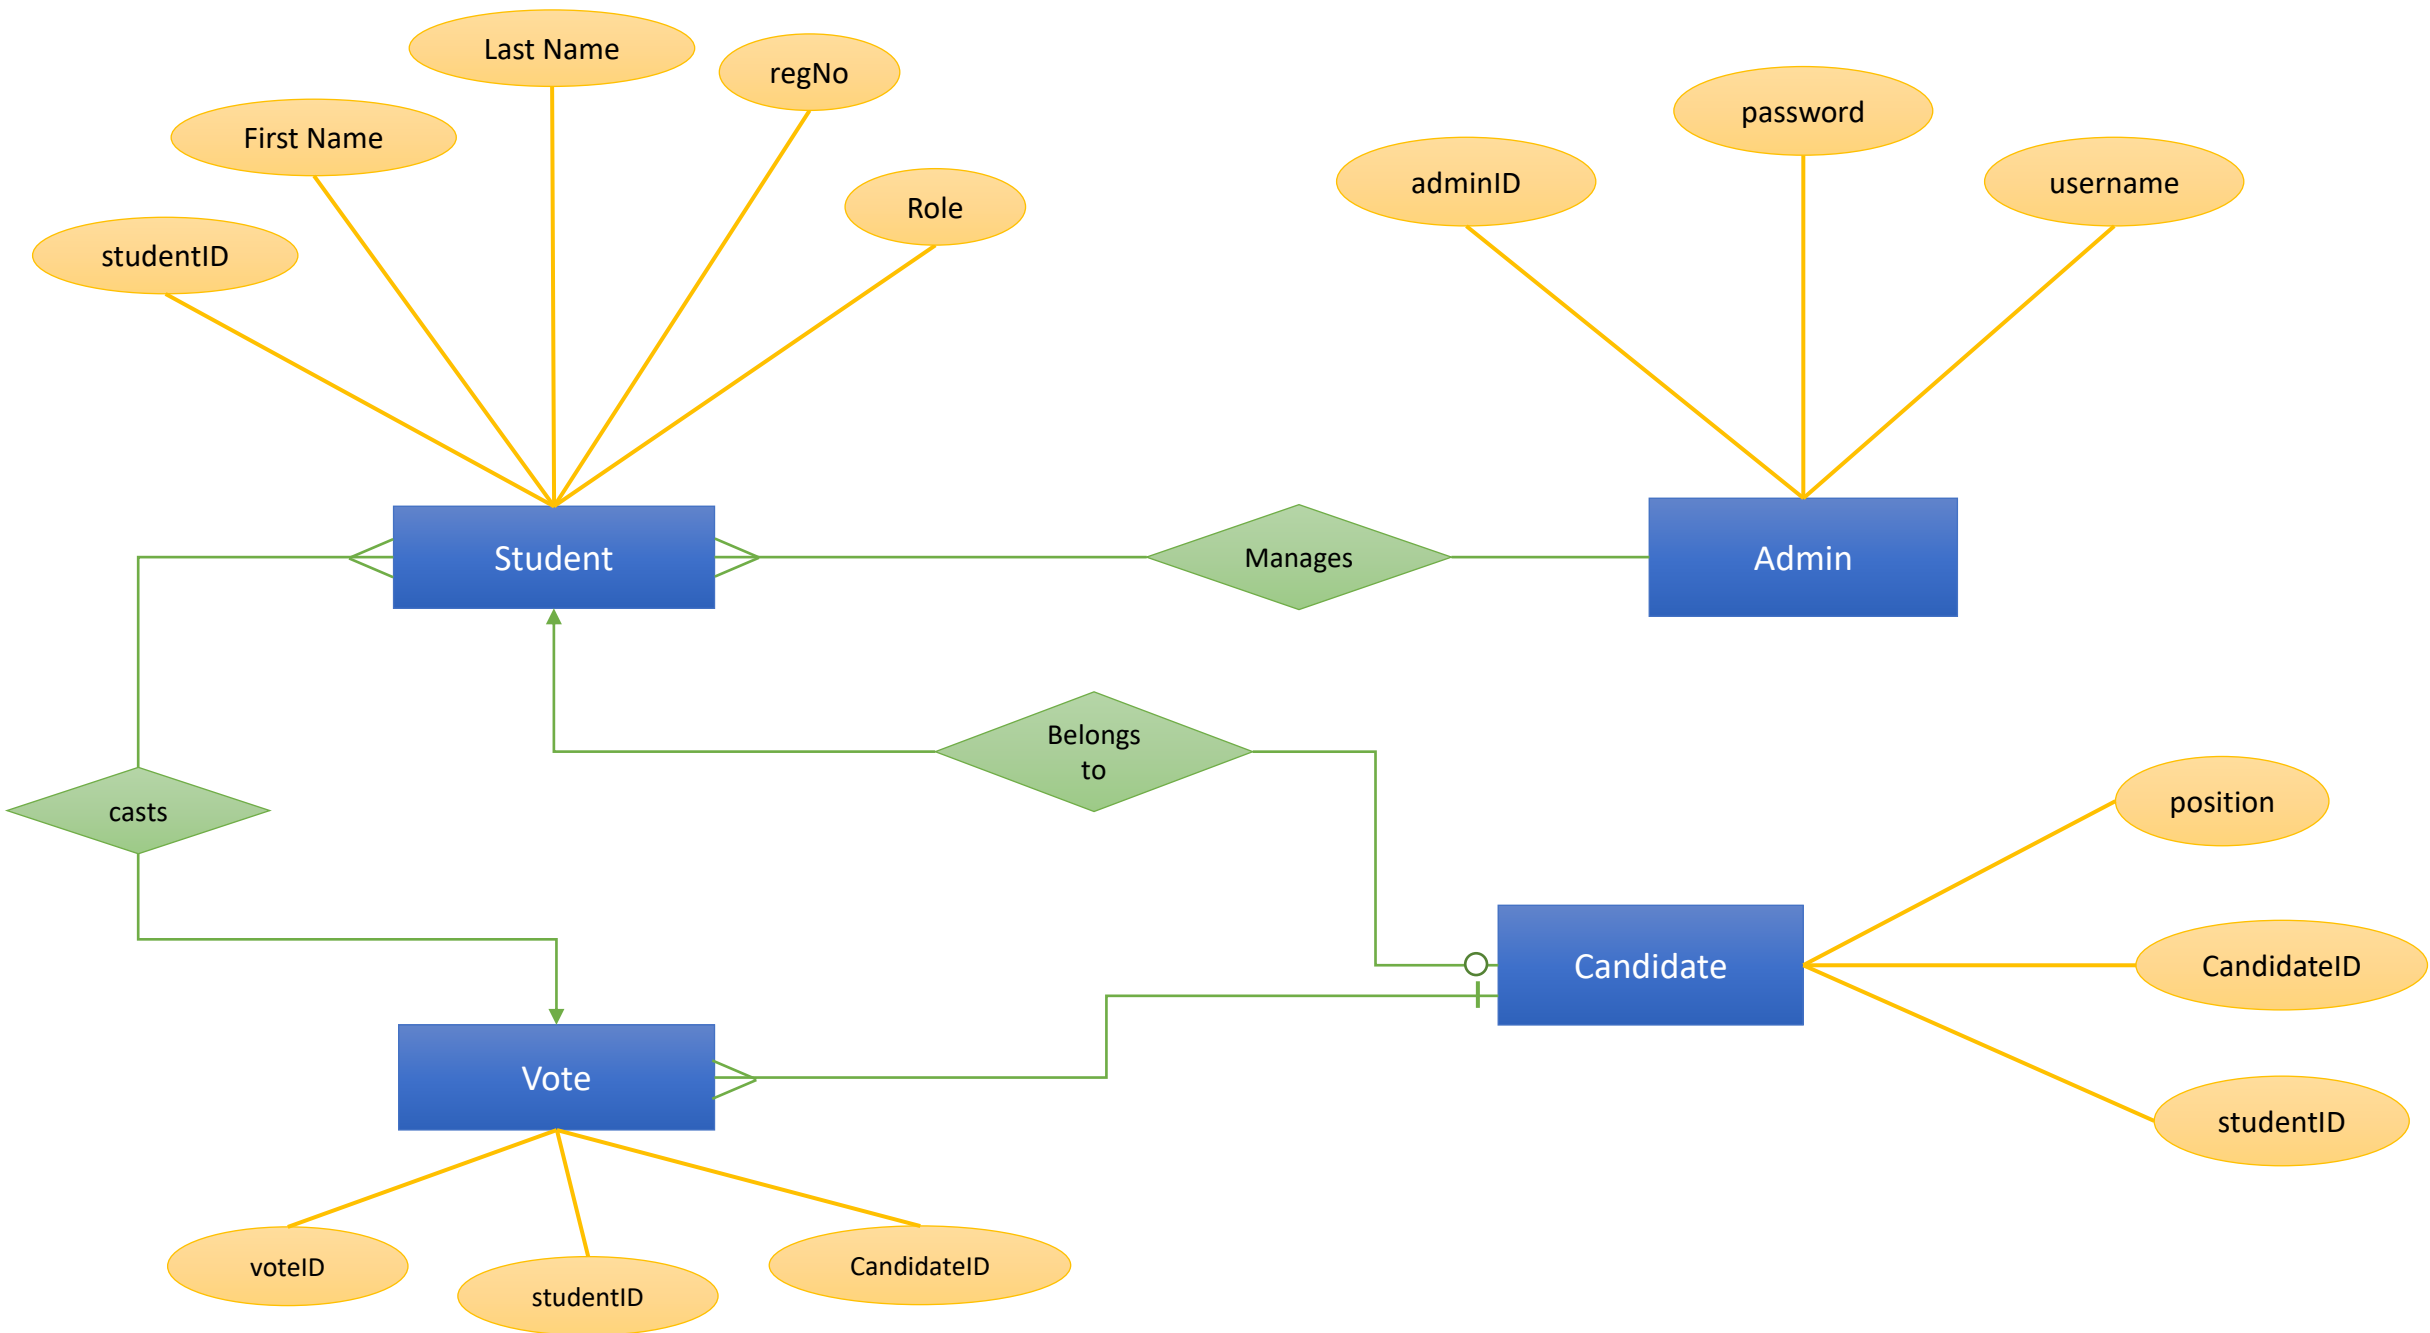 Last Name
regNo
password
First Name
adminID
username
Role
studentID
Student
Manages
Admin
Belongs
to
casts
position
Candidate
CandidateID
Vote
studentID
voteID
studentID
CandidateID